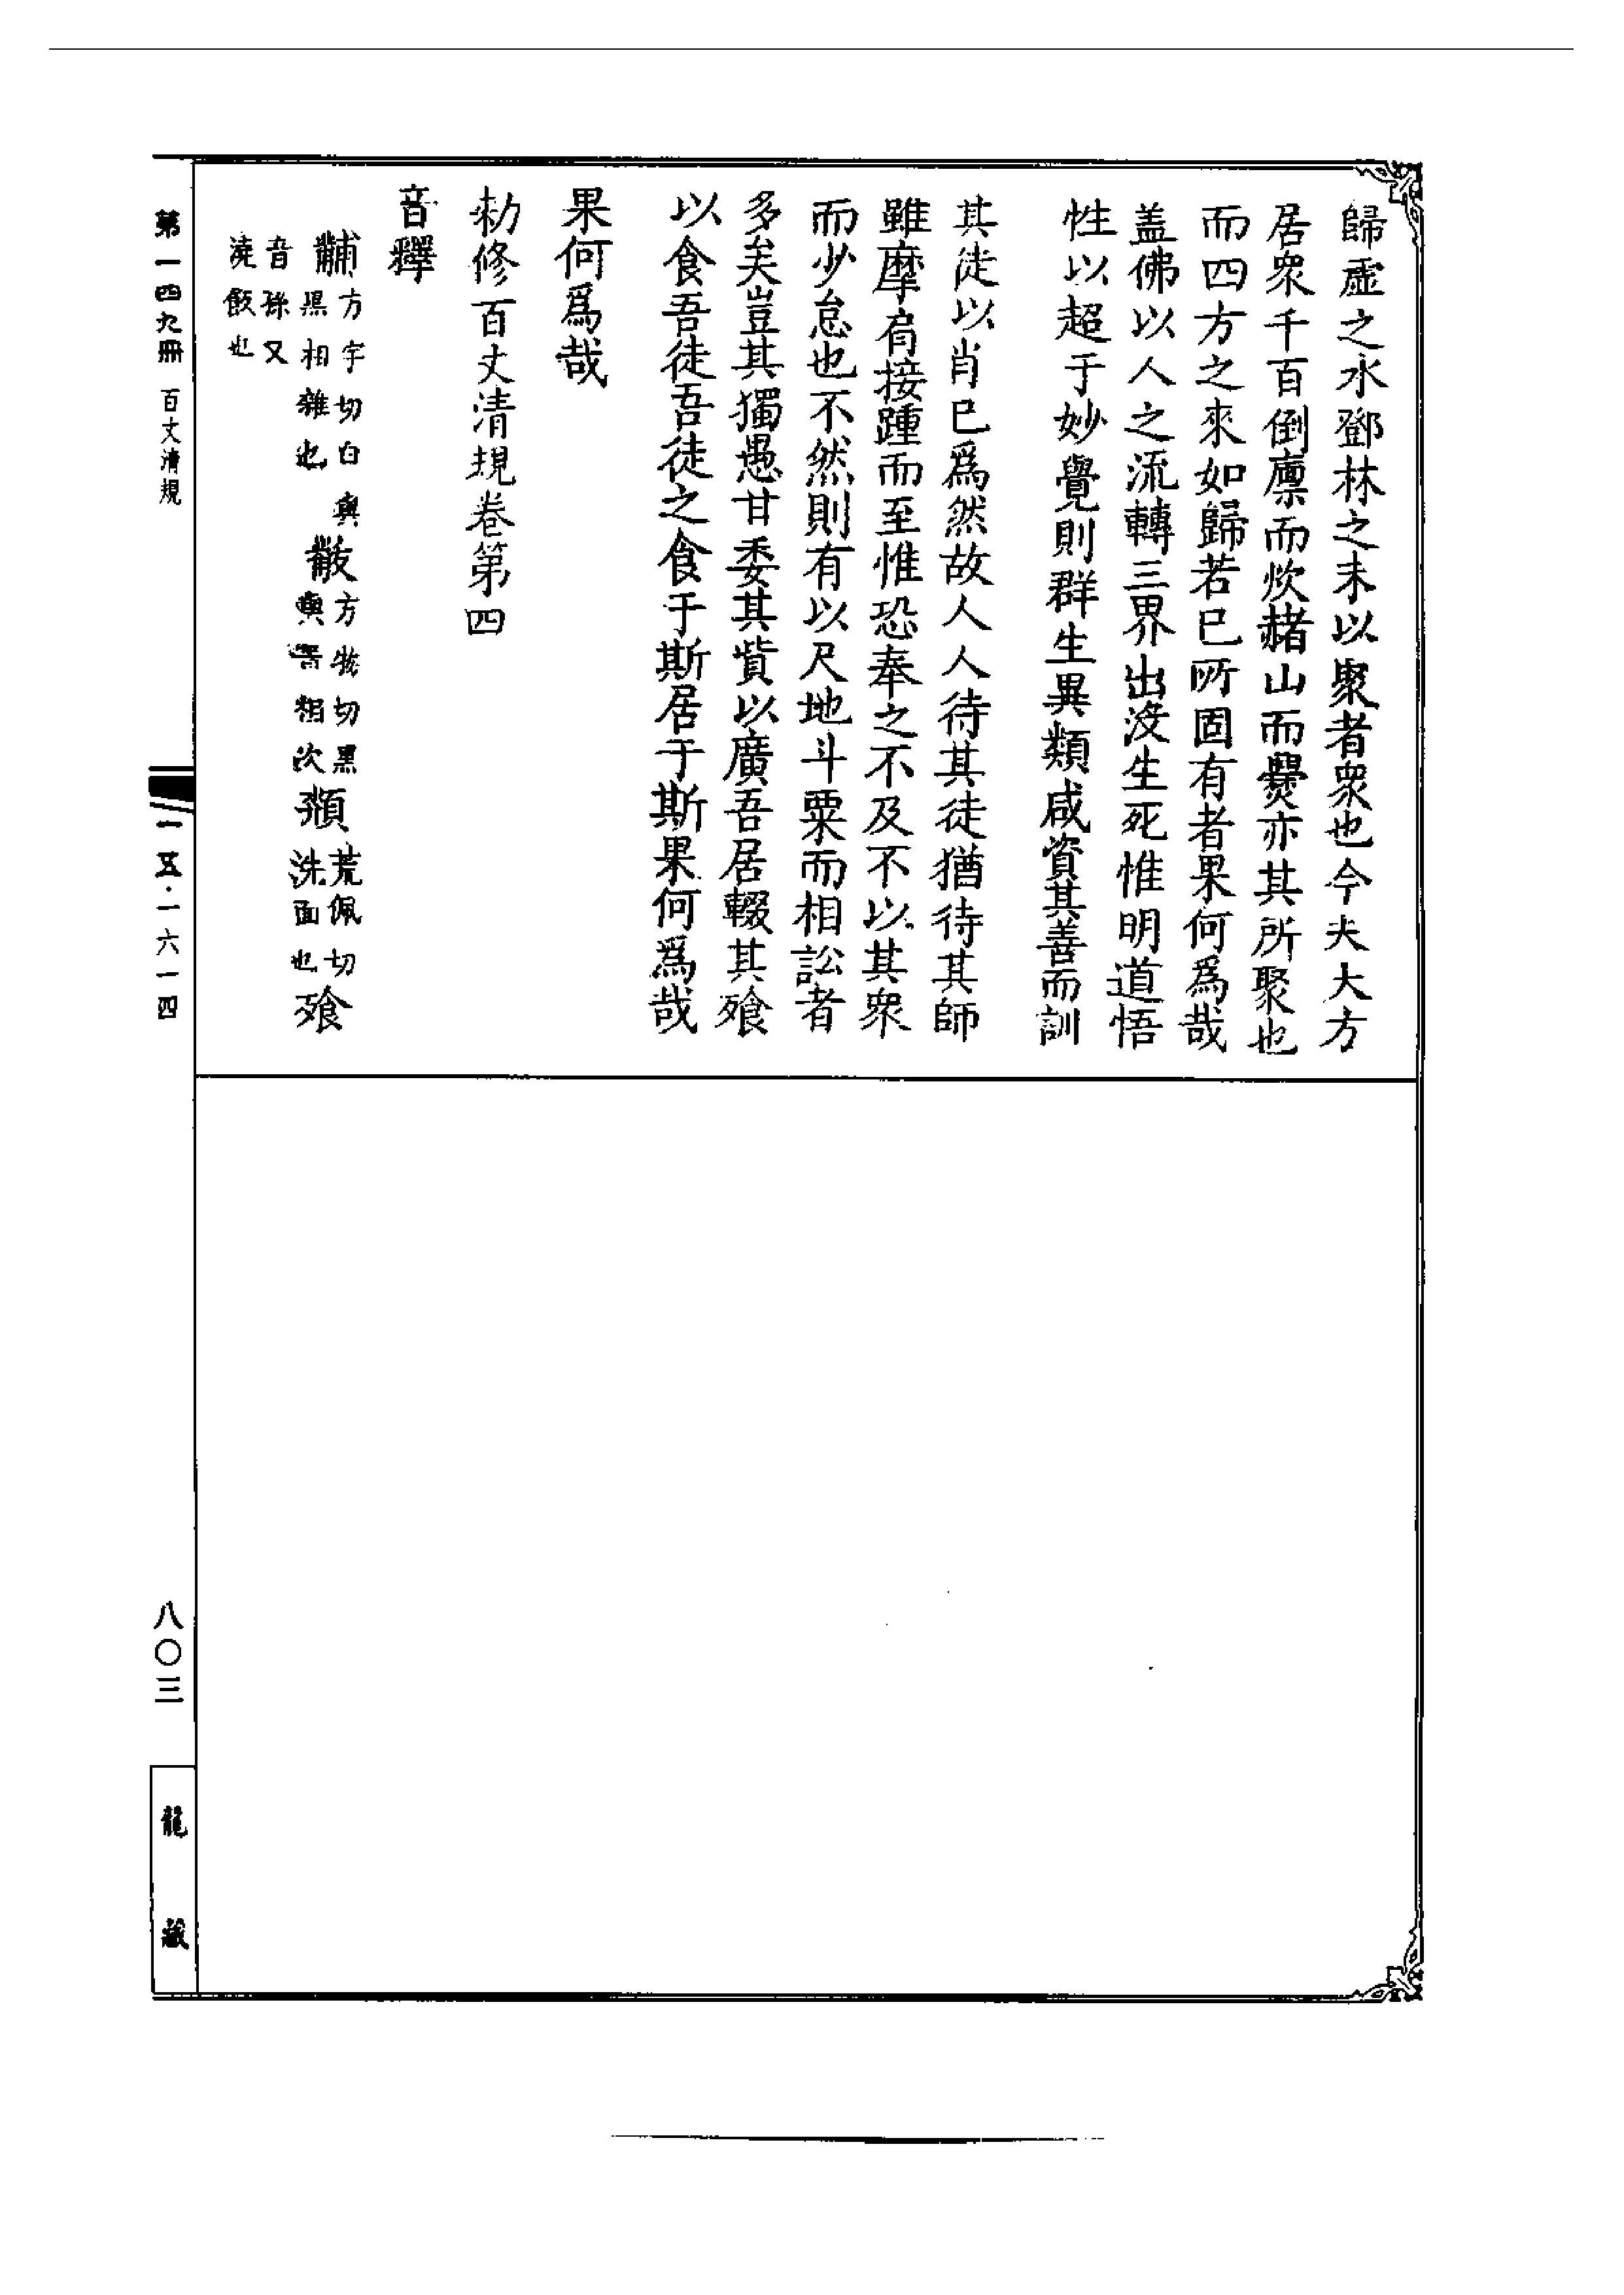 歸虛之水鄧林之木以聚者衆也今夫大方
居衆千百倒廩而炊赭山而爨亦其所聚也
而四方之來如歸若已所固有者果何為哉
盖佛以人之流轉三界出沒生死惟明道悟
性以超于妙覺則群生異類咸資其善而訓
其徒以肖已為然故人人待其徒猶待其師
雖摩肩接踵而至惟恐奉之不及不以其衆
而少怠也不然則有以尺地斗粟而相訟者
多矣豈其獨愚甘委其貲以廣吾居輟其飱
以食吾徒吾徒之食于斯居于斯果何爲哉
果何爲哉
勑修百丈清規卷第四
音釋
黼方宇切白與黑相雜也 黻方物切黑與青相次 頮荒佩切洗面也 飱
音孫又澆飯也
第一四九冊 百丈清規
一五·一六一四
八〇三
龍藏